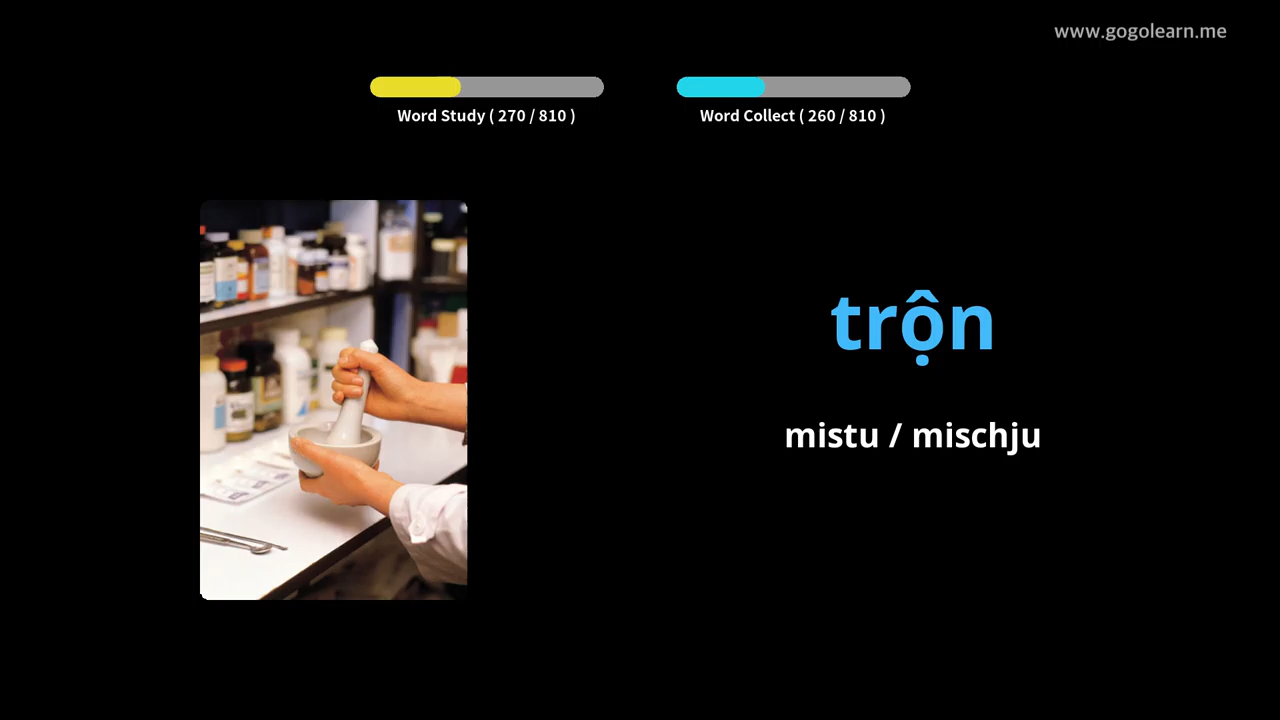 www.gogolearn.me
Word Study ( 270 / 810 )
Word Collect ( 260 / 810 )
trộn
mistu / mischju